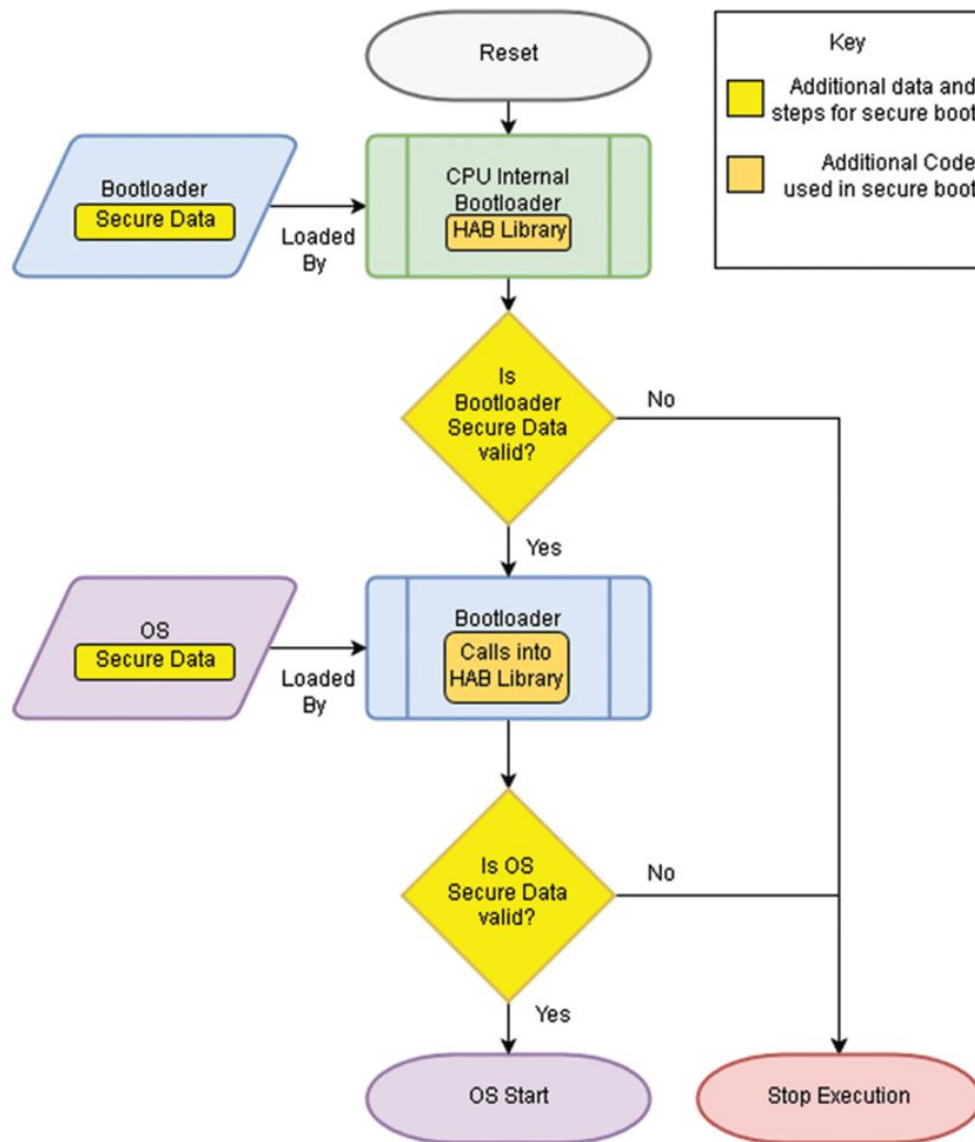 Reset
Key
Additional data and
steps for secure boot
Additional Code
used in secure boot
Bootloader
Secure Data
Loaded
By
CPU Internal
Bootloader
HAB Library
Is
Bootloader
Secure Data
valid?
No
Yes
OS
Secure Data
Loaded
By
Bootloader
Calls into
HAB Library
Is OS
Secure Data
valid?
No
Yes
OS Start
Stop Execution